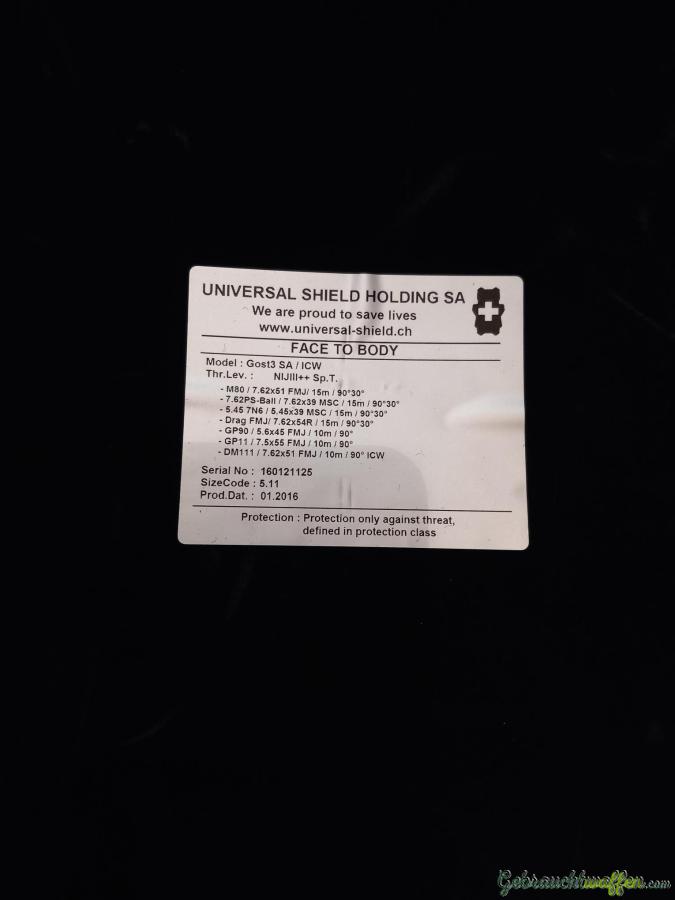 UNIVERSAL SHIELD HOLDING SA
We are proud to save lives
www.universal-shield.ch
FACE TO BODY
Model : Gost3 SA / ICW
Thr.Lev. : NIJIII++ Sp.T.
- M80 / 7.62x51 FMJ/ 15m / 90°30°
- 7.62PS-Ball / 7.62x39 MSC / 15m / 90°30°
- 5.45 7N6 / 5.45x39 MSC / 15m / 90°30°
- Drag FMJ/ 7.62x54R / 15m / 90°30°
- GP90 / 5.6x45 FMJ / 10m / 90°
- GP11 / 7.5x55 FMJ / 10m / 90°
- DM111 / 7.62x51 FMJ / 10m / 90° ICW
Serial No : 160121125
SizeCode : 5.11
Prod.Dat. : 01.2016
Protection : Protection only against threat,
defined in protection class
Gebrauchtwaffen.com